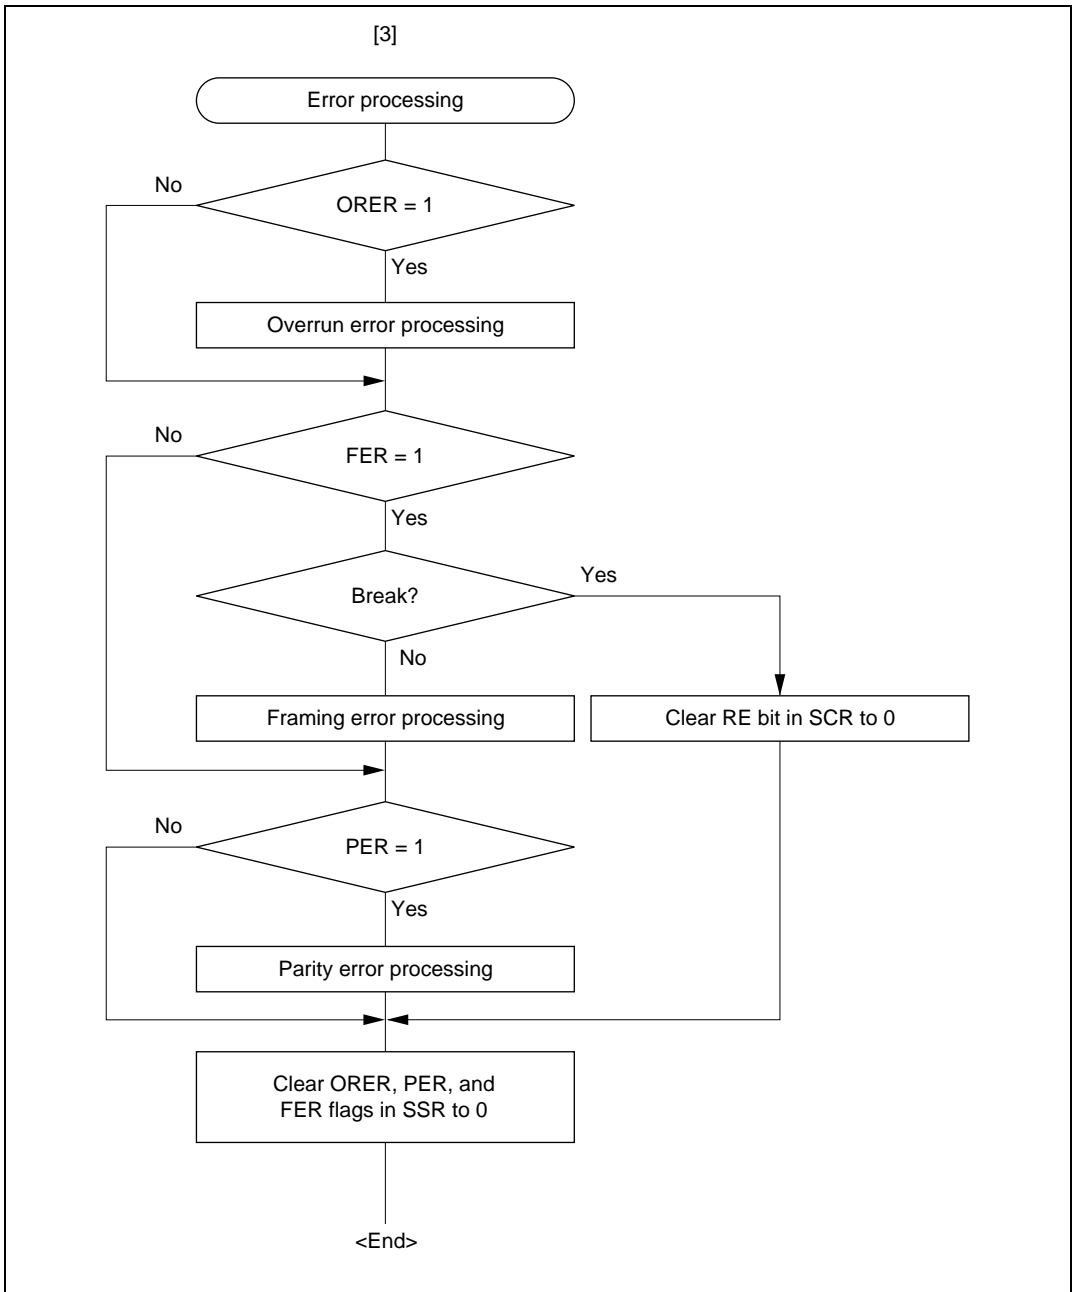 [3]
Error processing
No
ORER = 1
Yes
Overrun error processing
No
FER = 1
Yes
Yes
Break?
No
Framing error processing
Clear RE bit in SCR to 0
No
PER = 1
Yes
Parity error processing
Clear ORER, PER, and
FER flags in SSR to 0
<End>